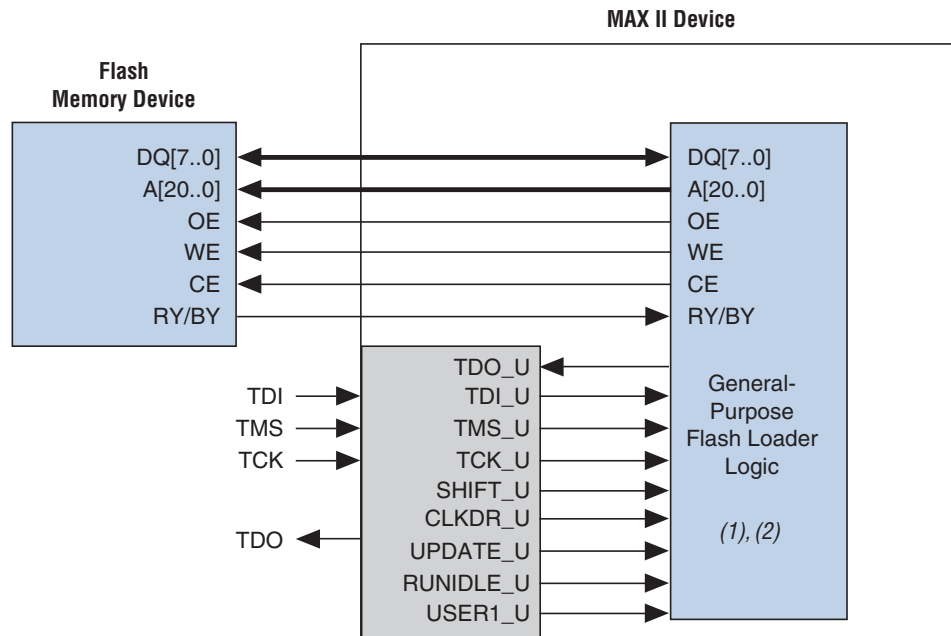 MAX II Device
Flash
Memory Device
DQ[7..0]
A[20..0]
OE
WE
CE
RY/BY
DQ[7..0]
A[20..0]
OE
WE
CE
RY/BY
TDI
TMS
TCK
TDO
TDO_U
TDI_U
TMS_U
TCK_U
SHIFT_U
CLKDR_U
UPDATE_U
RUNIDLE_U
USER1_U
General-
Purpose
Flash Loader
Logic
(1), (2)